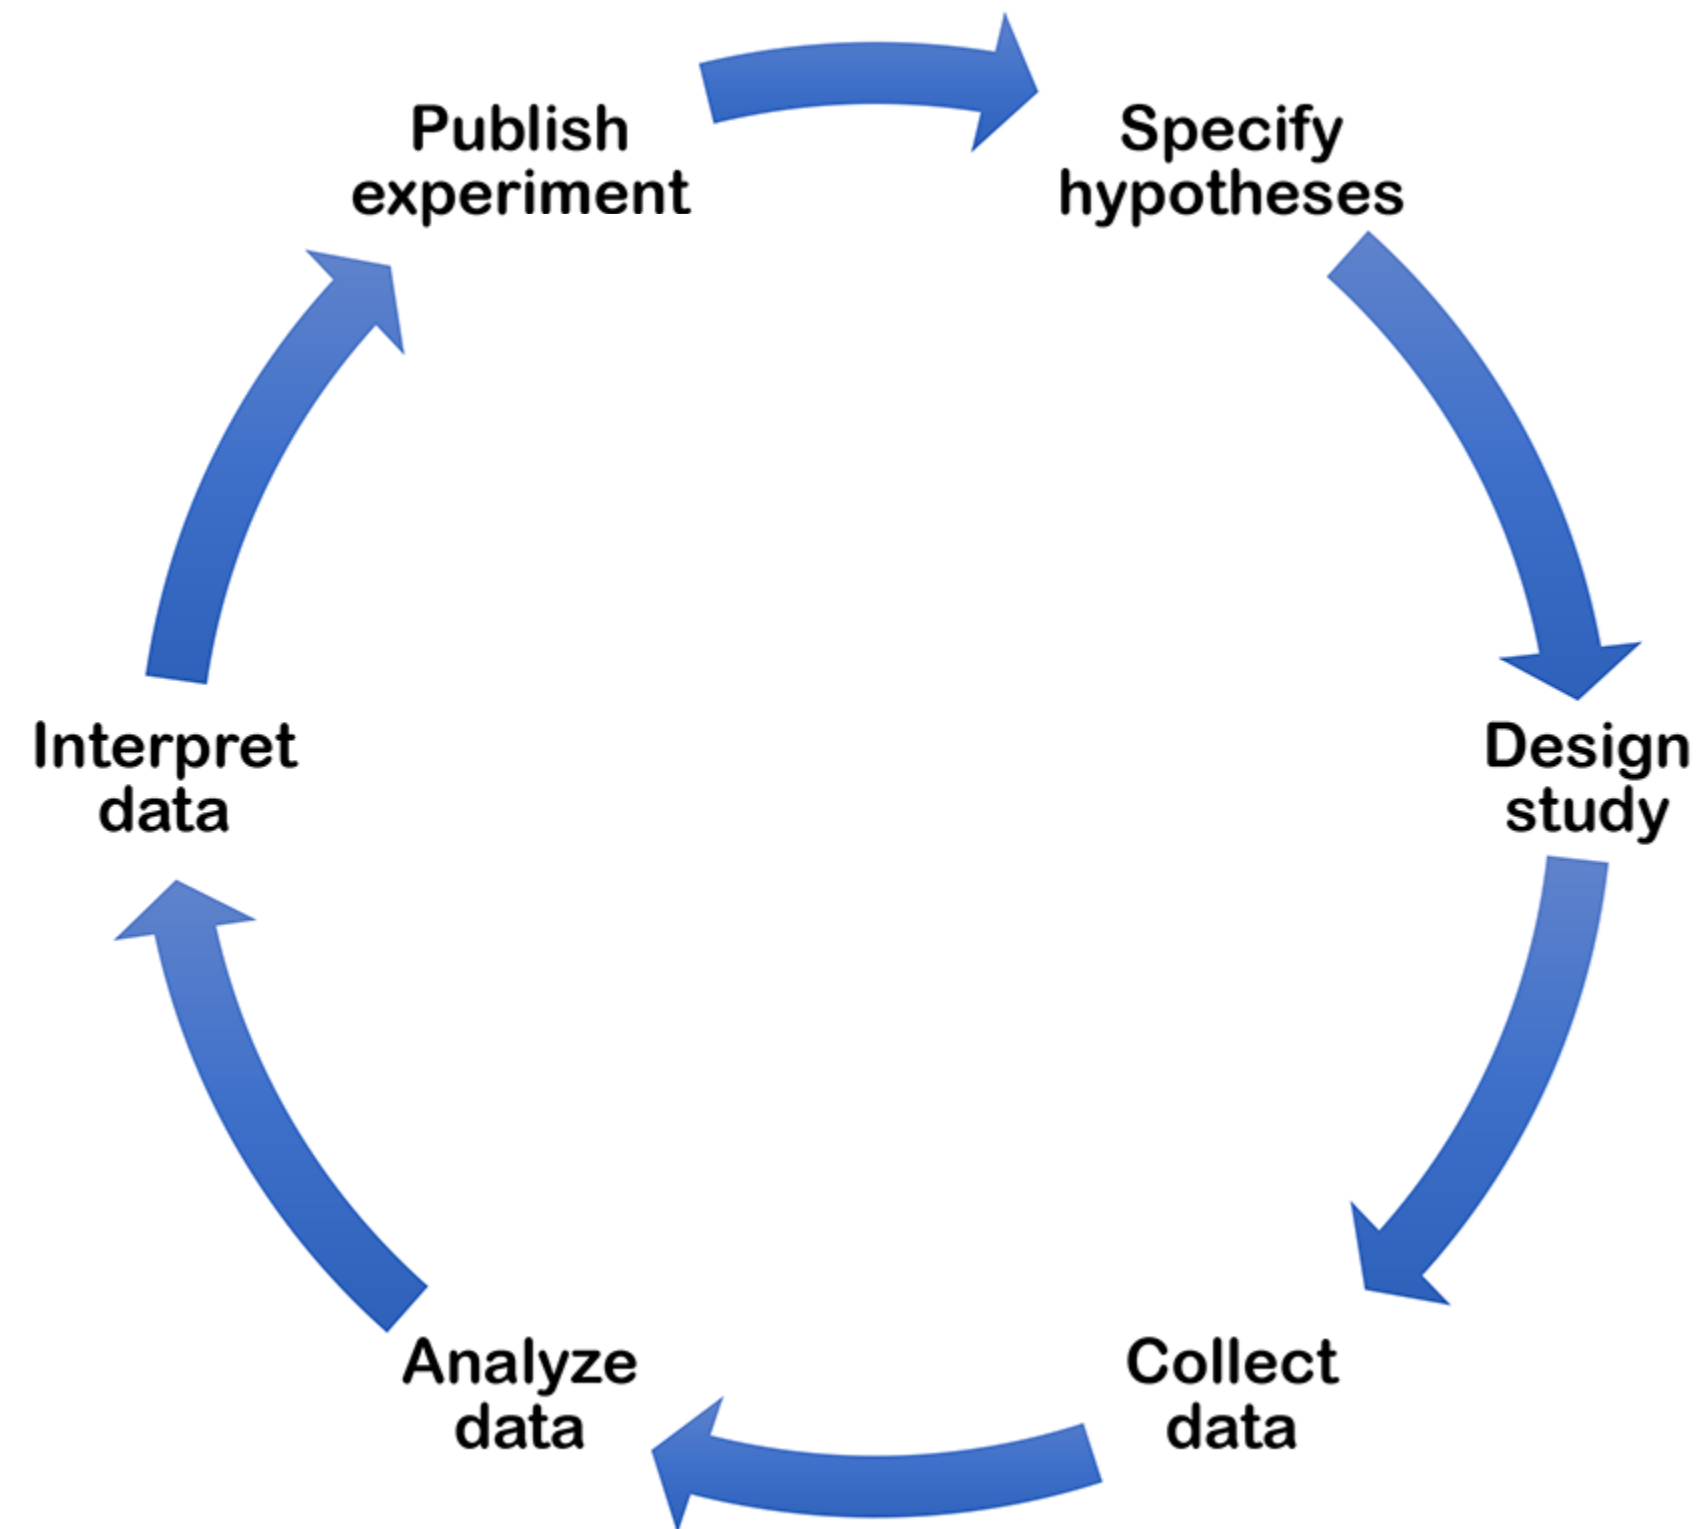 Publish
experiment
Specify
hypotheses
Design
study
Collect
data
Analyze
data
Interpret
data